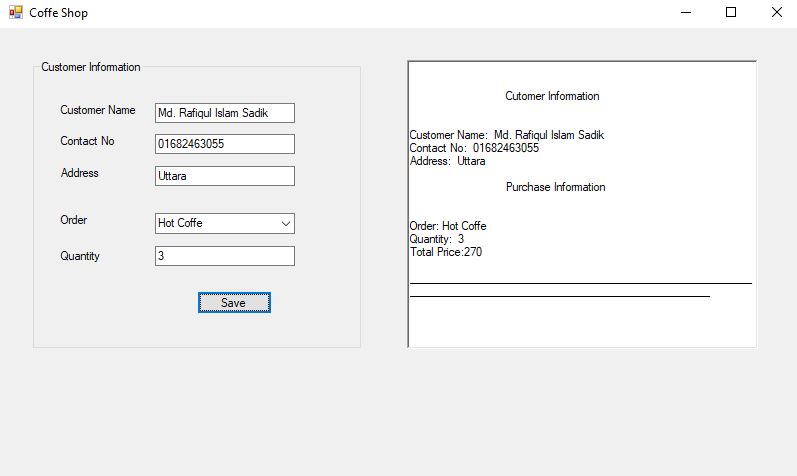 Coffe Shop
Customer Information
Customer Name Md. Rafiqul Islam Sadik
Contact No 01682463055
Address Uttara
Order Hot Coffe
Quantity 3
Save
Cutomer Information
Customer Name: Md. Rafiqul Islam Sadik
Contact No: 01682463055
Address: Uttara
Purchase Information
Order: Hot Coffe
Quantity: 3
Total Price:270